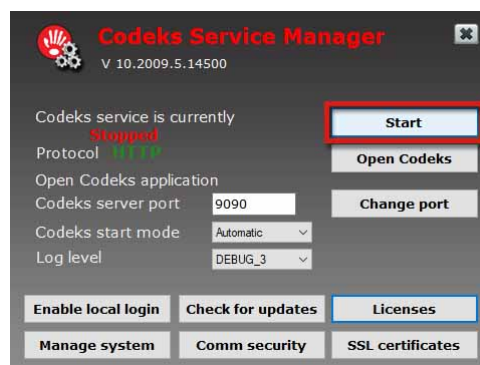 Codeks Service Manager
V 10.2009.5.14500
Codeks service is currently
Stopped
Start
Protocol HTTP
Open Codeks
Open Codeks application
Codeks server port 9090 Change port
Codeks start mode Automatic
Log level DEBUG_3
Enable local login Check for updates Licenses
Manage system Comm security SSL certificates